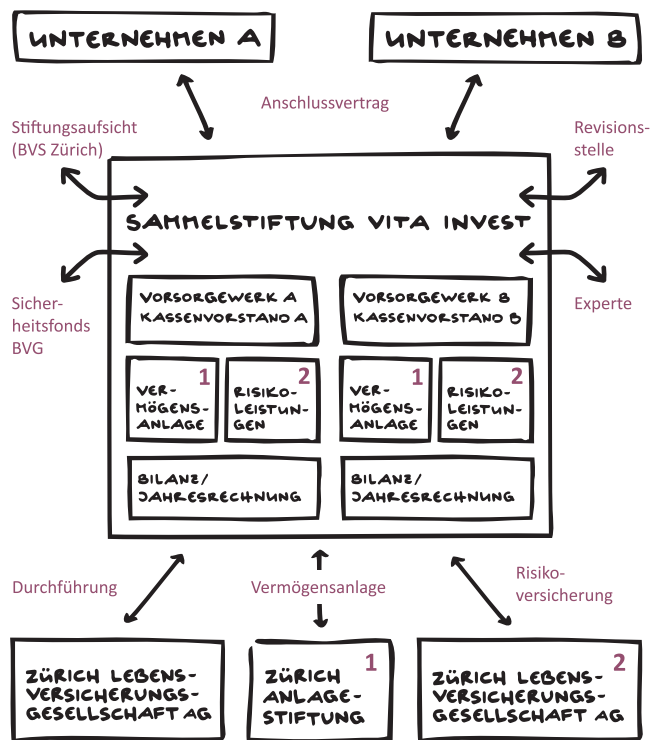 UNTERNEHMEN A
UNTERNEHMEN B
Anschlussvertrag
Stiftungsaufsicht
(BVS Zürich)
Revisions-
stelle
SAMMELSTIFTUNG VITA INVEST
Sicher-
heitsfonds
BVG
Experte
VORSORGEWERK A
KASSENVORSTAND A
VORSORGEWERK B
KASSENVORSTAND B
1
VER-
MÖGENS-
ANLAGE
2
RISIKO-
LEISTUN-
GEN
1
VER-
MÖGENS-
ANLAGE
2
RISIKO-
LEISTUN-
GEN
BILANZ/
JAHRESRECHNUNG
BILANZ/
JAHRESRECHNUNG
Durchführung
Vermögensanlage
Risiko-
versicherung
ZÜRICH LEBENS-
VERSICHERUNGS-
GESELLSCHAFT AG
1
ZÜRICH
ANLAGE-
STIFTUNG
2
ZÜRICH LEBENS-
VERSICHERUNGS-
GESELLSCHAFT AG